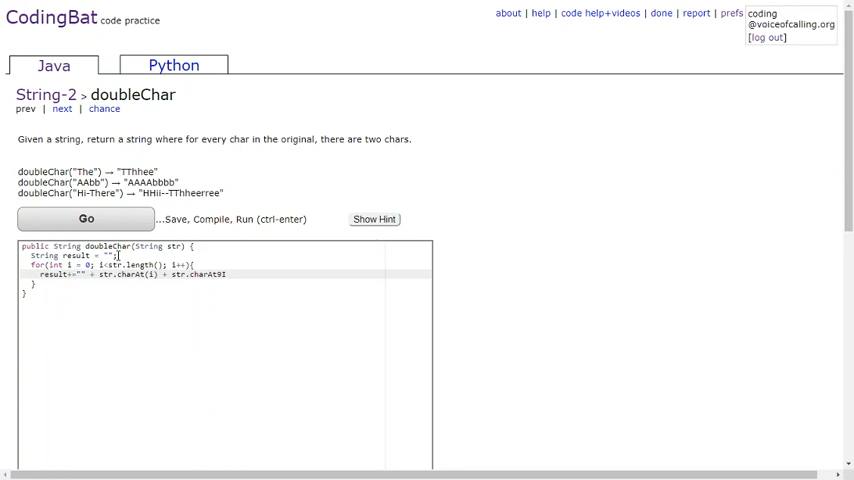 CodingBat code practice
about | help | code help+videos | done | report | prefs
coding
@voiceofcalling.org
[log out]
Java
Python
String-2 > doubleChar
prev | next | chance
Given a string, return a string where for every char in the original, there are two chars.
doubleChar("The") → "TThhee"
doubleChar("AAbb") → "AAAAbbbb"
doubleChar("Hi-There") → "HHii--TThheerree"
Go ...Save, Compile, Run (ctrl-enter) Show Hint
public String doubleChar(String str) {
String result = "";
for(int i = 0; i<str.length(); i++){
result+="" + str.charAt(i) + str.charAt9I
}
}